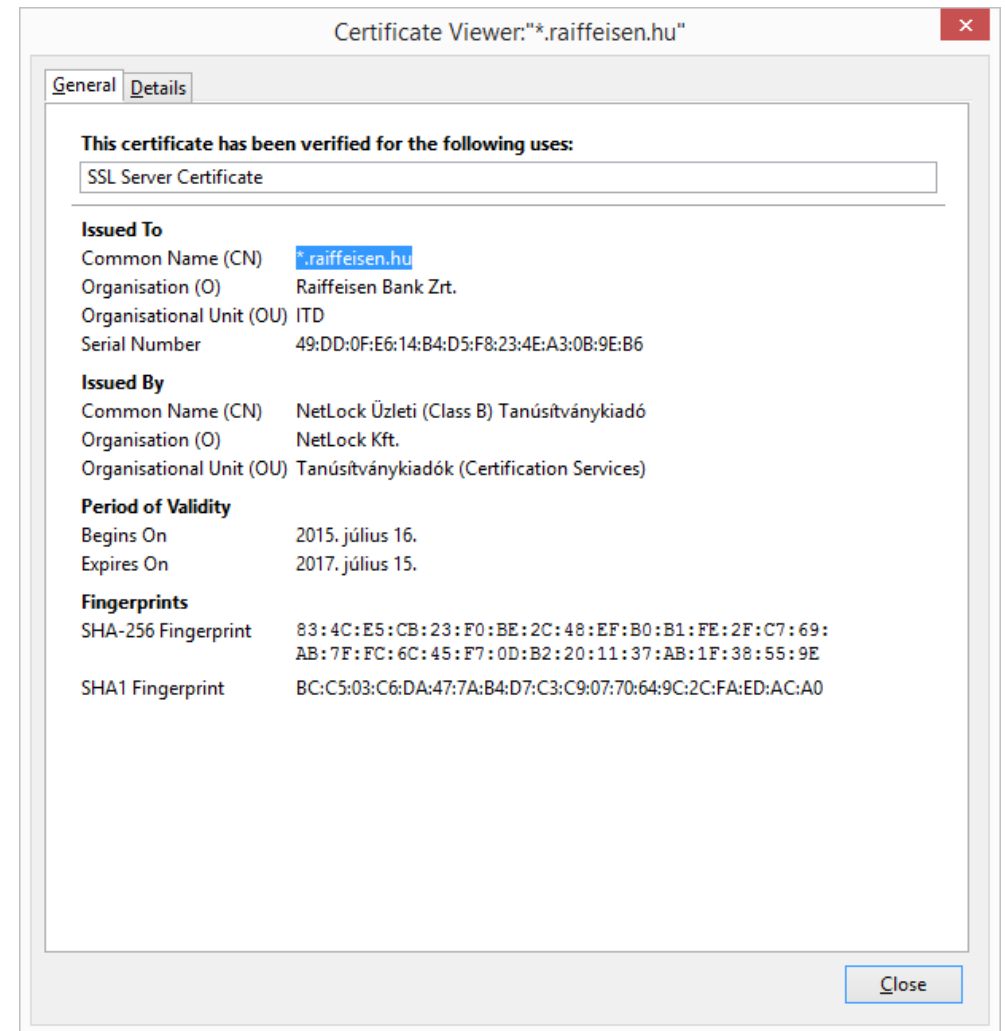 Certificate Viewer:"*.raiffeisen.hu"
General Details
This certificate has been verified for the following uses:
SSL Server Certificate
Issued To
Common Name (CN) *.raiffeisen.hu
Organisation (O) Raiffeisen Bank Zrt.
Organisational Unit (OU) ITD
Serial Number 49:DD:0F:E6:14:B4:D5:F8:23:4E:A3:0B:9E:B6
Issued By
Common Name (CN) NetLock Üzleti (Class B) Tanúsítványkiadó
Organisation (O) NetLock Kft.
Organisational Unit (OU) Tanúsítványkiadók (Certification Services)
Period of Validity
Begins On 2015. július 16.
Expires On 2017. július 15.
Fingerprints
SHA-256 Fingerprint 83:4C:E5:CB:23:F0:BE:2C:48:EF:B0:B1:FE:2F:C7:69:
AB:7F:FC:6C:45:F7:0D:B2:20:11:37:AB:1F:38:55:9E
SHA1 Fingerprint BC:C5:03:C6:DA:47:7A:B4:D7:C3:C9:07:70:64:9C:2C:FA:ED:AC:A0
Close